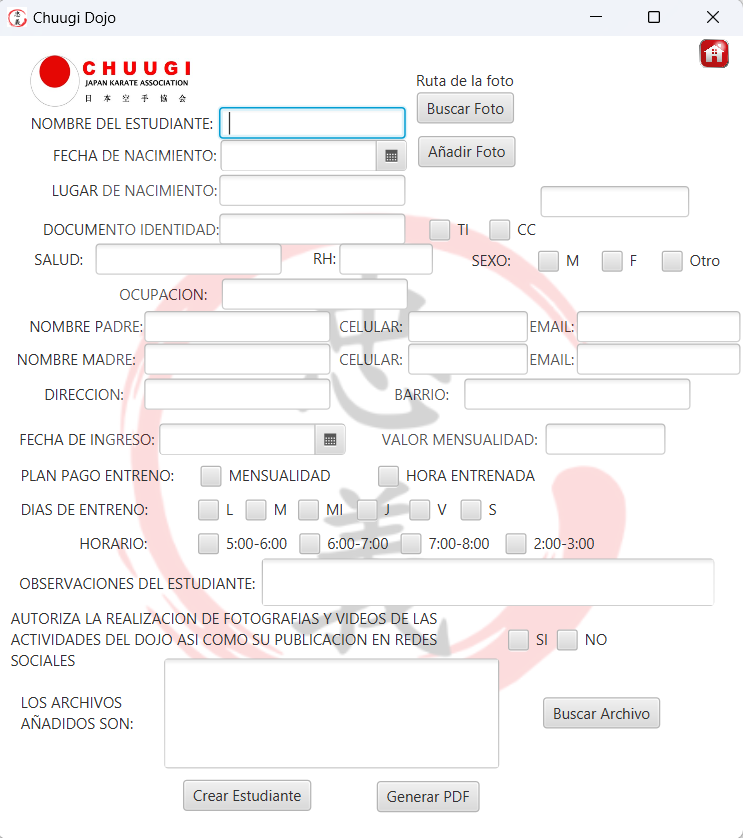 Chuugi Dojo
CHUUGI
JAPAN KARATE ASSOCIATION
日本空手協会
Ruta de la foto
Buscar Foto
NOMBRE DEL ESTUDIANTE:
FECHA DE NACIMIENTO:
Añadir Foto
LUGAR DE NACIMIENTO:
DOCUMENTO IDENTIDAD: TI CC
SALUD: RH: SEXO: M F Otro
OCUPACION:
NOMBRE PADRE: CELULAR: EMAIL:
NOMBRE MADRE: CELULAR: EMAIL:
DIRECCION: BARRIO:
FECHA DE INGRESO: VALOR MENSUALIDAD:
PLAN PAGO ENTRENO: MENSUALIDAD HORA ENTRENADA
DIAS DE ENTRENO: L M MI J V S
HORARIO: 5:00-6:00 6:00-7:00 7:00-8:00 2:00-3:00
OBSERVACIONES DEL ESTUDIANTE:
AUTORIZA LA REALIZACION DE FOTOGRAFIAS Y VIDEOS DE LAS
ACTIVIDADES DEL DOJO ASI COMO SU PUBLICACION EN REDES
SOCIALES
SI NO
LOS ARCHIVOS
AÑADIDOS SON:
Buscar Archivo
Crear Estudiante Generar PDF
忠
義